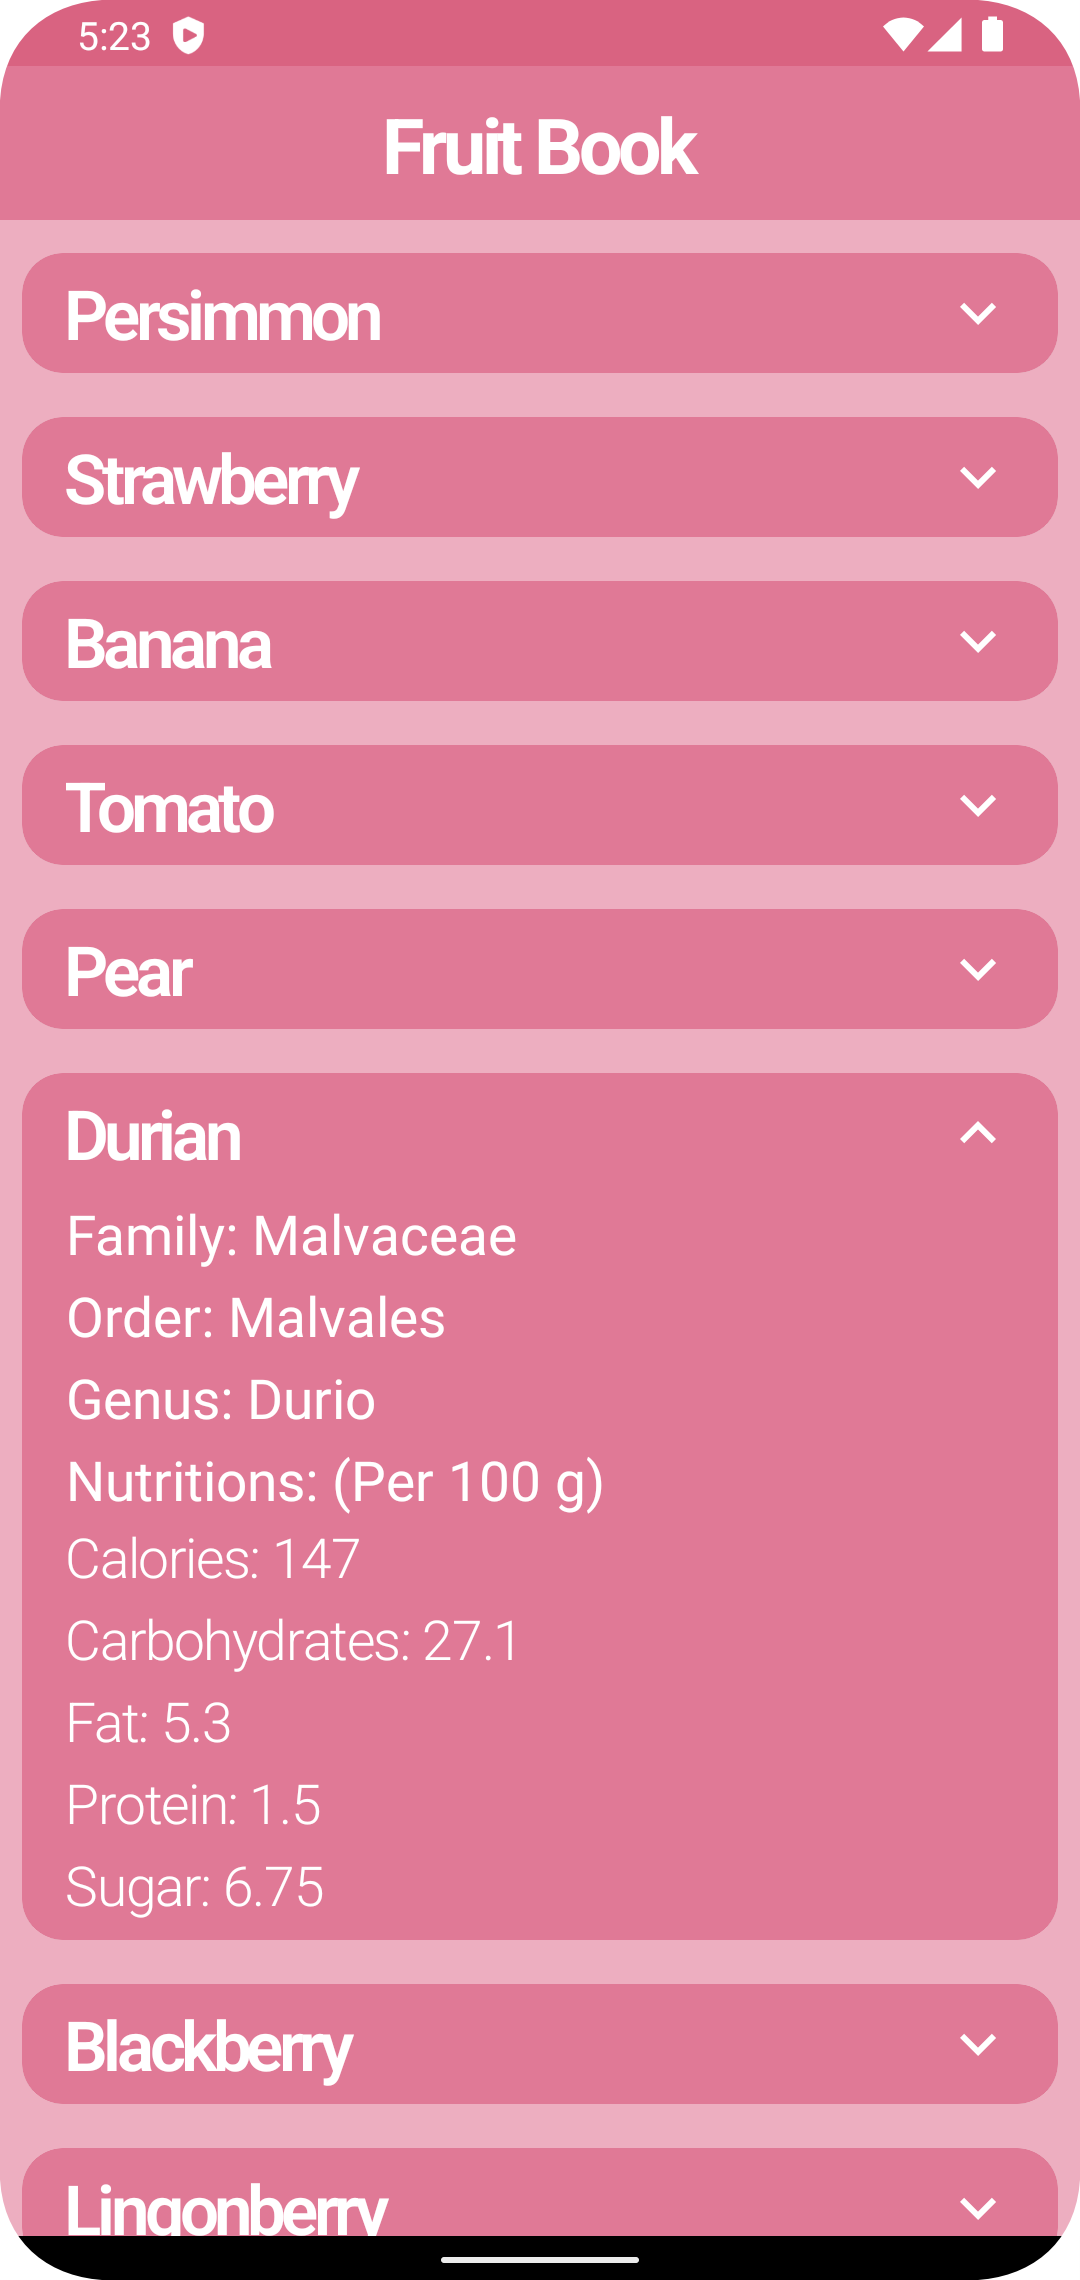 5:23
Fruit Book
Persimmon
Strawberry
Banana
Tomato
Pear
Durian
Family: Malvaceae
Order: Malvales
Genus: Durio
Nutritions: (Per 100 g)
Calories: 147
Carbohydrates: 27.1
Fat: 5.3
Protein: 1.5
Sugar: 6.75
Blackberry
Lingonberry